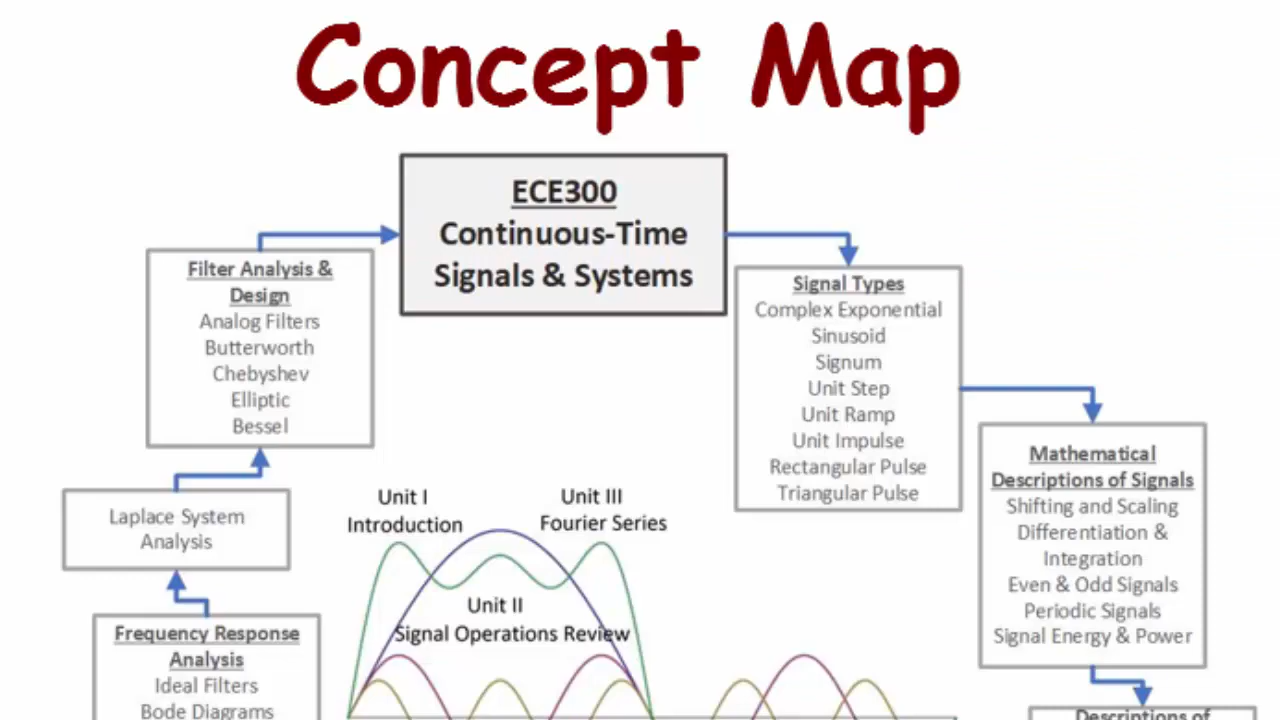 Concept Map
ECE300
Continuous-Time
Signals & Systems
Filter Analysis &
Design
Analog Filters
Butterworth
Chebyshev
Elliptic
Bessel
Signal Types
Complex Exponential
Sinusoid
Signum
Unit Step
Unit Ramp
Unit Impulse
Rectangular Pulse
Triangular Pulse
Mathematical
Descriptions of Signals
Shifting and Scaling
Differentiation &
Integration
Even & Odd Signals
Periodic Signals
Signal Energy & Power
Laplace System
Analysis
Unit I
Introduction
Unit III
Fourier Series
Unit II
Signal Operations Review
Frequency Response
Analysis
Ideal Filters
Bode Diagrams
Descriptions of